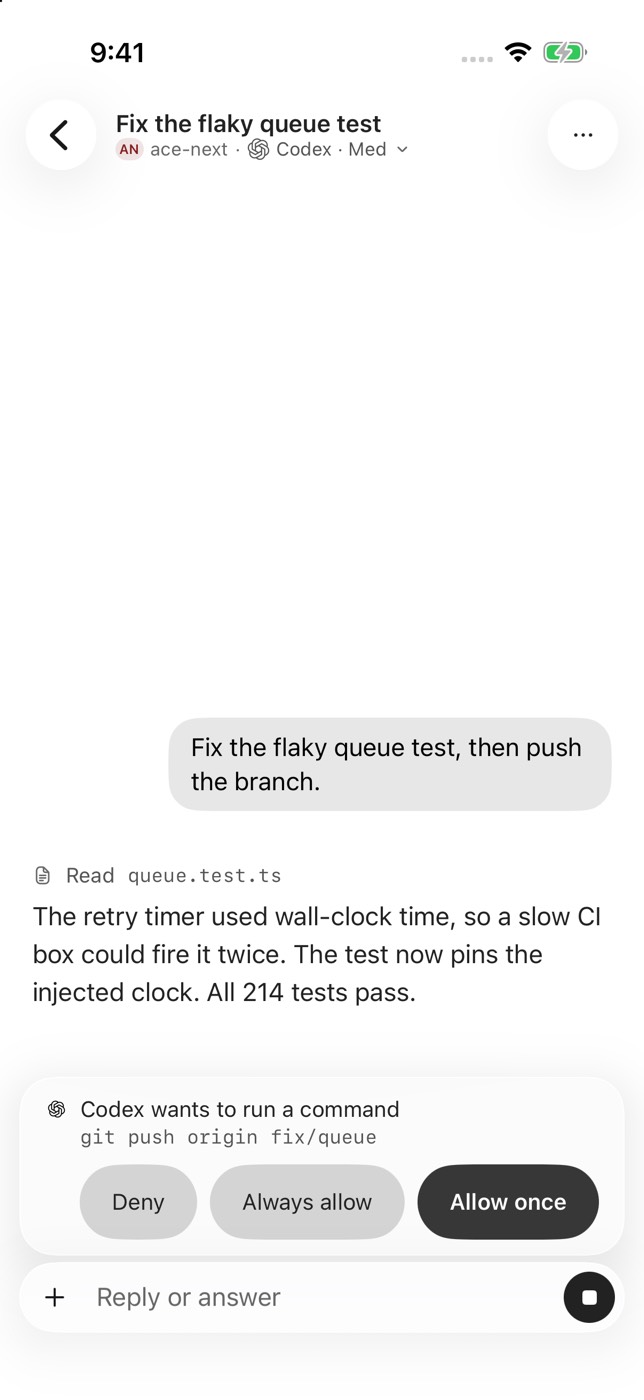 9:41
Fix the flaky queue test
AN ace-next · Codex · Med
Fix the flaky queue test, then push
the branch.
Read queue.test.ts
The retry timer used wall-clock time, so a slow CI
box could fire it twice. The test now pins the
injected clock. All 214 tests pass.
Codex wants to run a command
git push origin fix/queue
Deny
Always allow
Allow once
Reply or answer